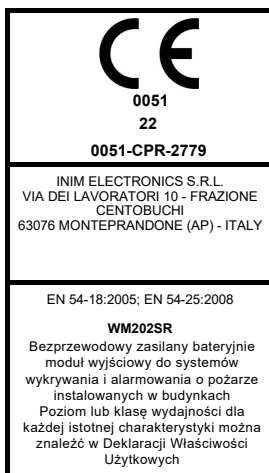 CE
0051
22
0051-CPR-2779
INIM ELECTRONICS S.R.L.
VIA DEI LAVORATORI 10 - FRAZIONE
CENTOBUCHI
63076 MONTEPRANDONE (AP) - ITALY
EN 54-18:2005; EN 54-25:2008
WM202SR
Bezprzewodowy zasilany bateryjnie
moduł wyjściowy do systemów
wykrywania i alarmowania o pożarze
instalowanych w budynkach
Poziom lub klasę wydajności dla
każdej istotnej charakterystyki można
znaleźć w Deklaracji Właściwości
Użytkowych